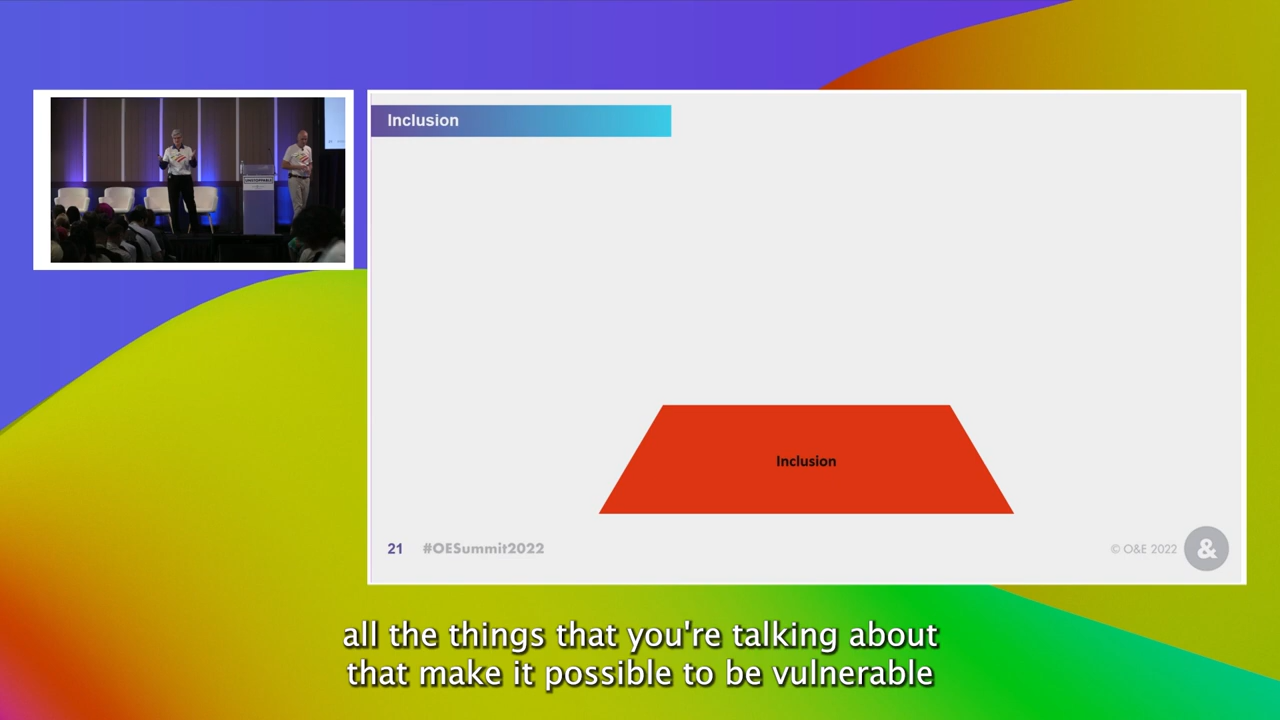 Inclusion
UNSTOPPABLE
Inclusion
21 #OESummit2022
© O&E 2022 &
all the things that you're talking about
that make it possible to be vulnerable